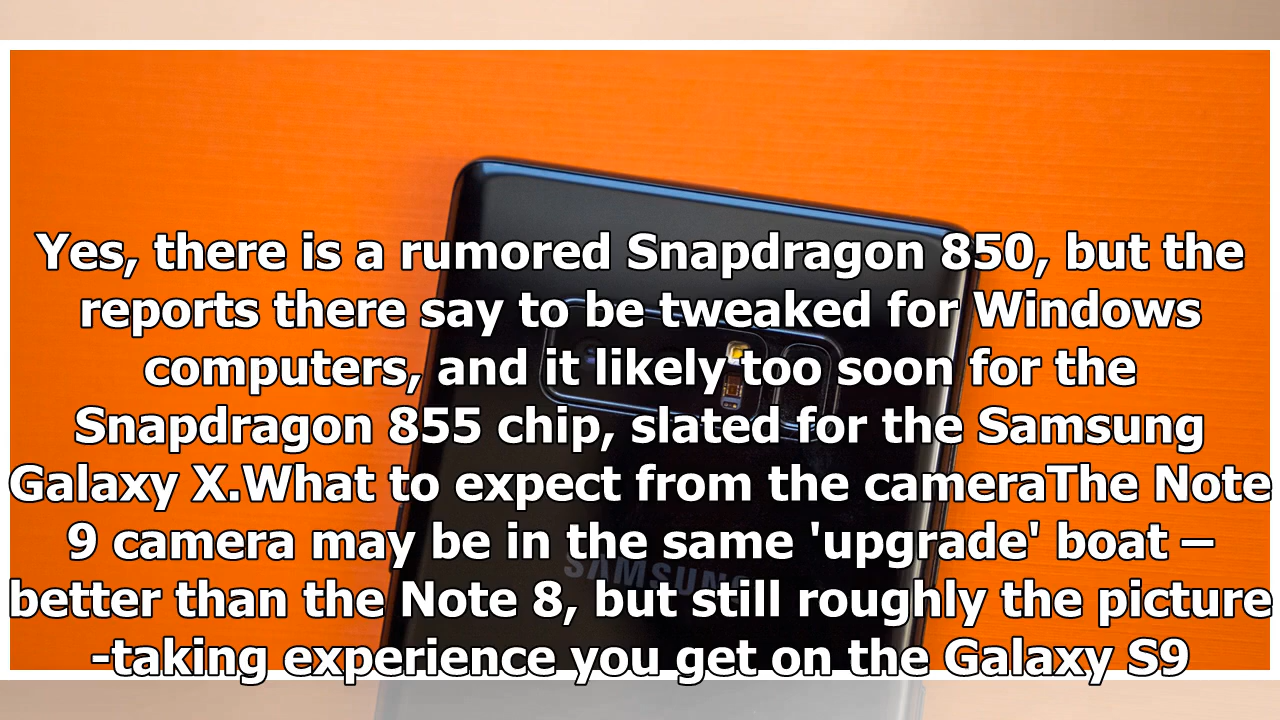 Yes, there is a rumored Snapdragon 850, but the
reports there say to be tweaked for Windows
computers, and it likely too soon for the
Snapdragon 855 chip, slated for the Samsung
Galaxy X.What to expect from the cameraThe Note
9 camera may be in the same 'upgrade' boat –
better than the Note 8, but still roughly the picture
-taking experience you get on the Galaxy S9
SAMSUNG